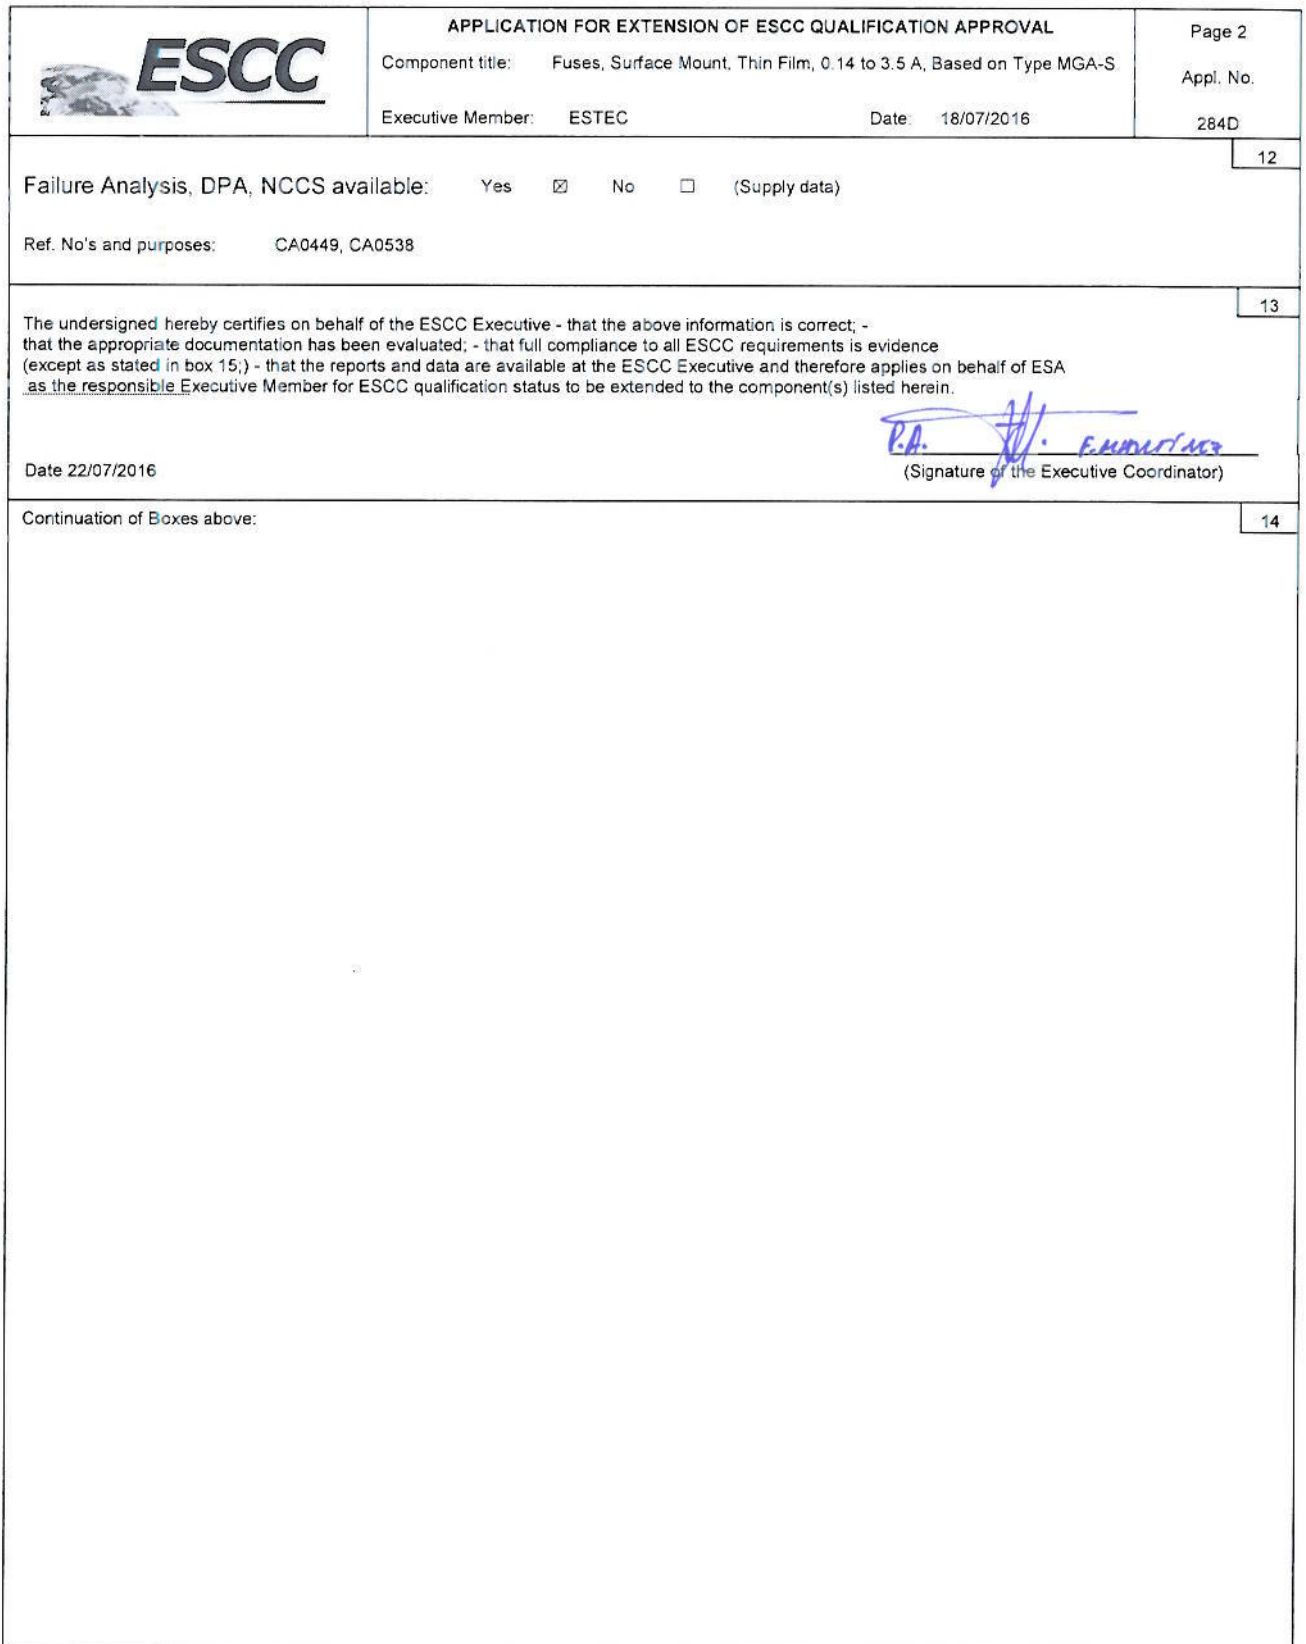 ESCC
APPLICATION FOR EXTENSION OF ESCC QUALIFICATION APPROVAL
Component title: Fuses, Surface Mount, Thin Film, 0.14 to 3.5 A, Based on Type MGA-S
Executive Member: ESTEC Date: 18/07/2016
Page 2
Appl. No.
284D
12
Failure Analysis, DPA, NCCS available: Yes ☒ No ☐ (Supply data)
Ref. No's and purposes: CA0449, CA0538
13
The undersigned hereby certifies on behalf of the ESCC Executive - that the above information is correct; -
that the appropriate documentation has been evaluated; - that full compliance to all ESCC requirements is evidence
(except as stated in box 15;) - that the reports and data are available at the ESCC Executive and therefore applies on behalf of ESA
as the responsible Executive Member for ESCC qualification status to be extended to the component(s) listed herein.
P.A. F. MARTÍNEZ
Date 22/07/2016 (Signature of the Executive Coordinator)
Continuation of Boxes above:
14